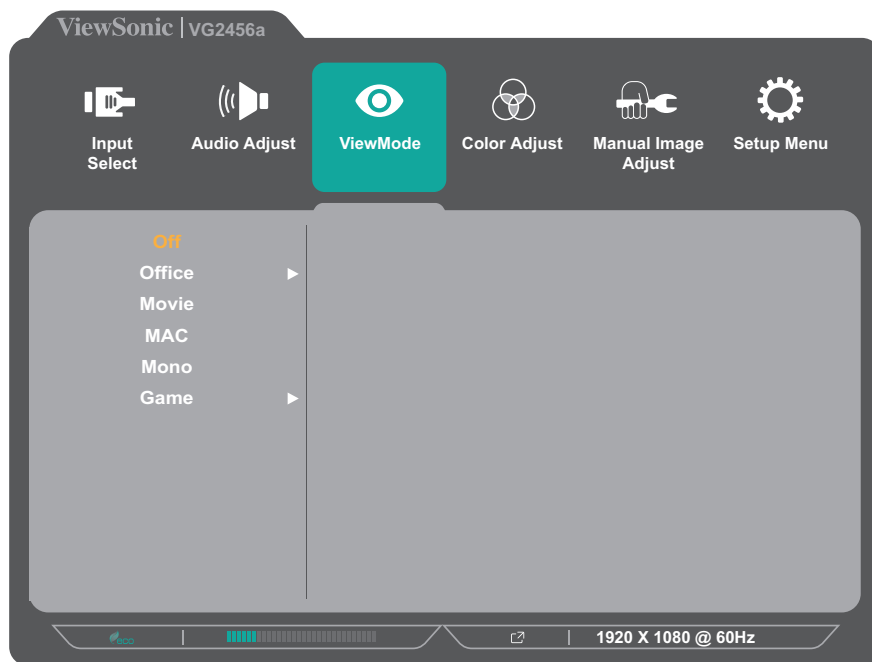 ViewSonic | VG2456a
Input Select
Audio Adjust
ViewMode
Color Adjust
Manual Image Adjust
Setup Menu
Off
Office
Movie
MAC
Mono
Game
eco
1920 X 1080 @ 60Hz